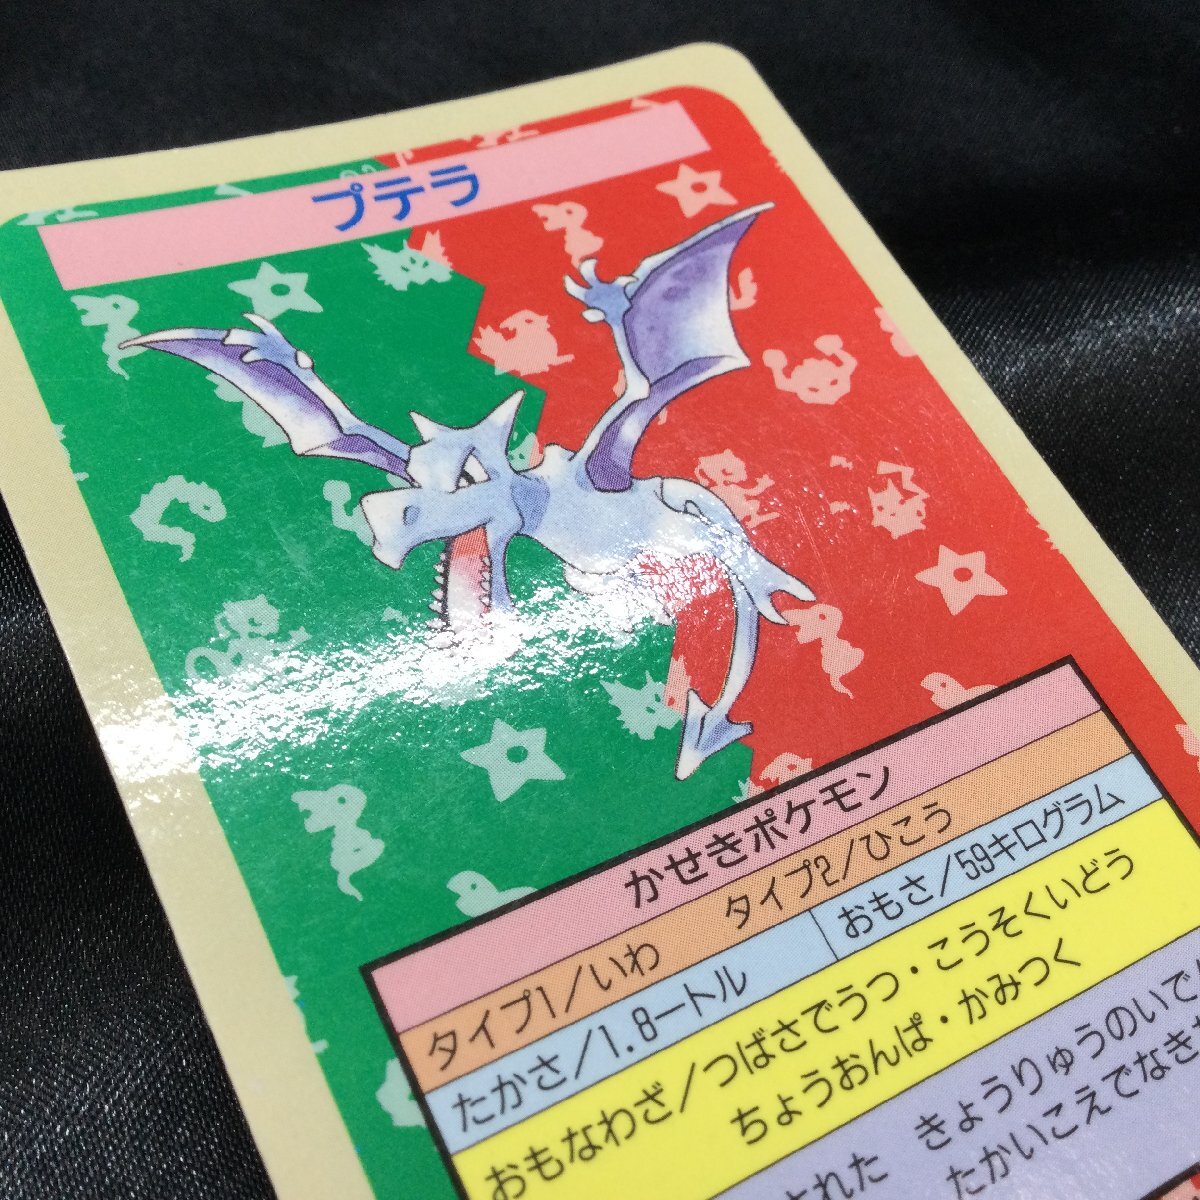 プテラ
かせきポケモン
タイプ1/いわ タイプ2/ひこう
たかさ/1.8ートル おもさ/59キログラム
おもなわざ/つばさでうつ・こうそくいどう
ちょうおんぱ・かみつく
された きょうりゅうのいで
たかいこえでなき